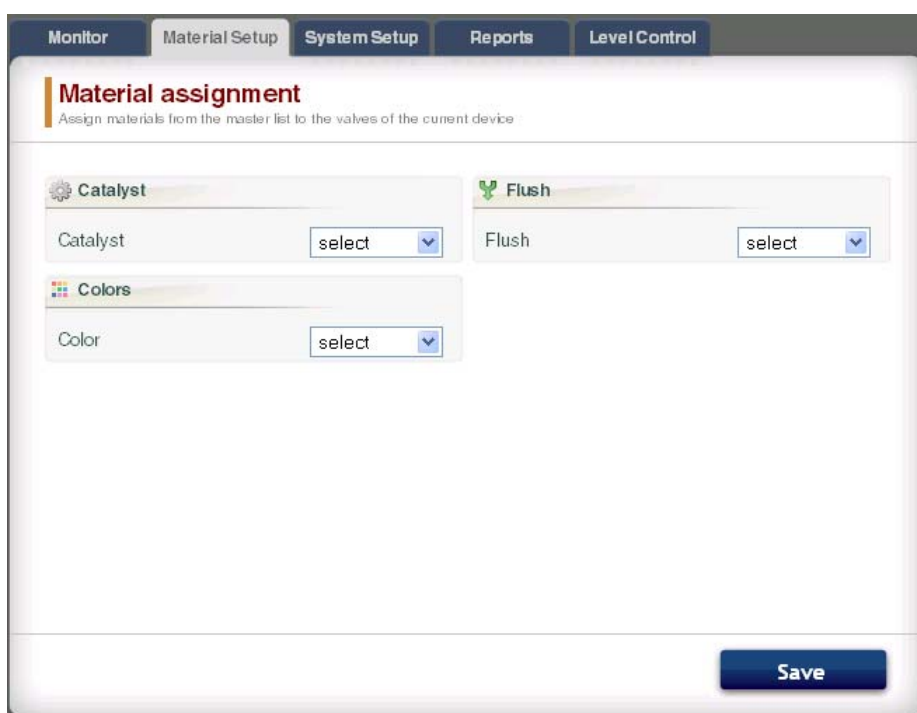 Monitor Material Setup System Setup Reports Level Control
Material assignment
Assign materials from the master list to the valves of the current device
Catalyst
Catalyst select
Flush
Flush select
Colors
Color select
Save